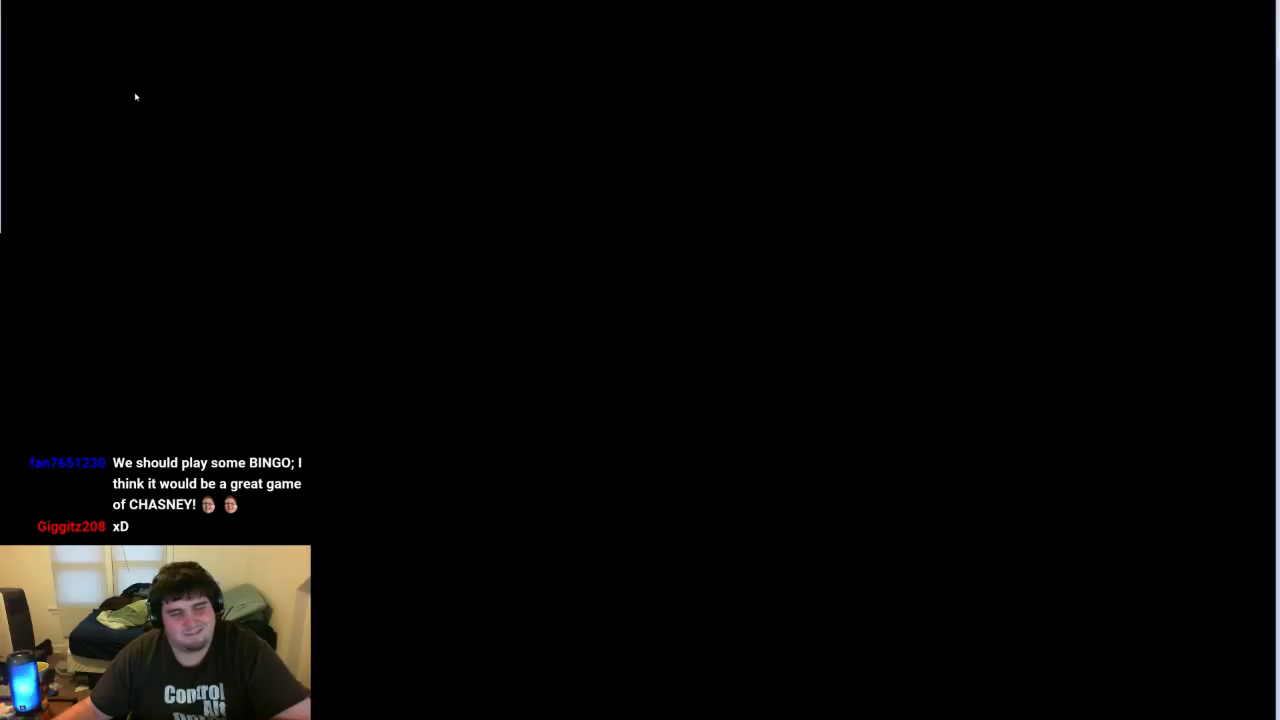 fan7651230 We should play some BINGO; I
think it would be a great game
of CHASNEY!
Giggitz208 xD
Control
Alt